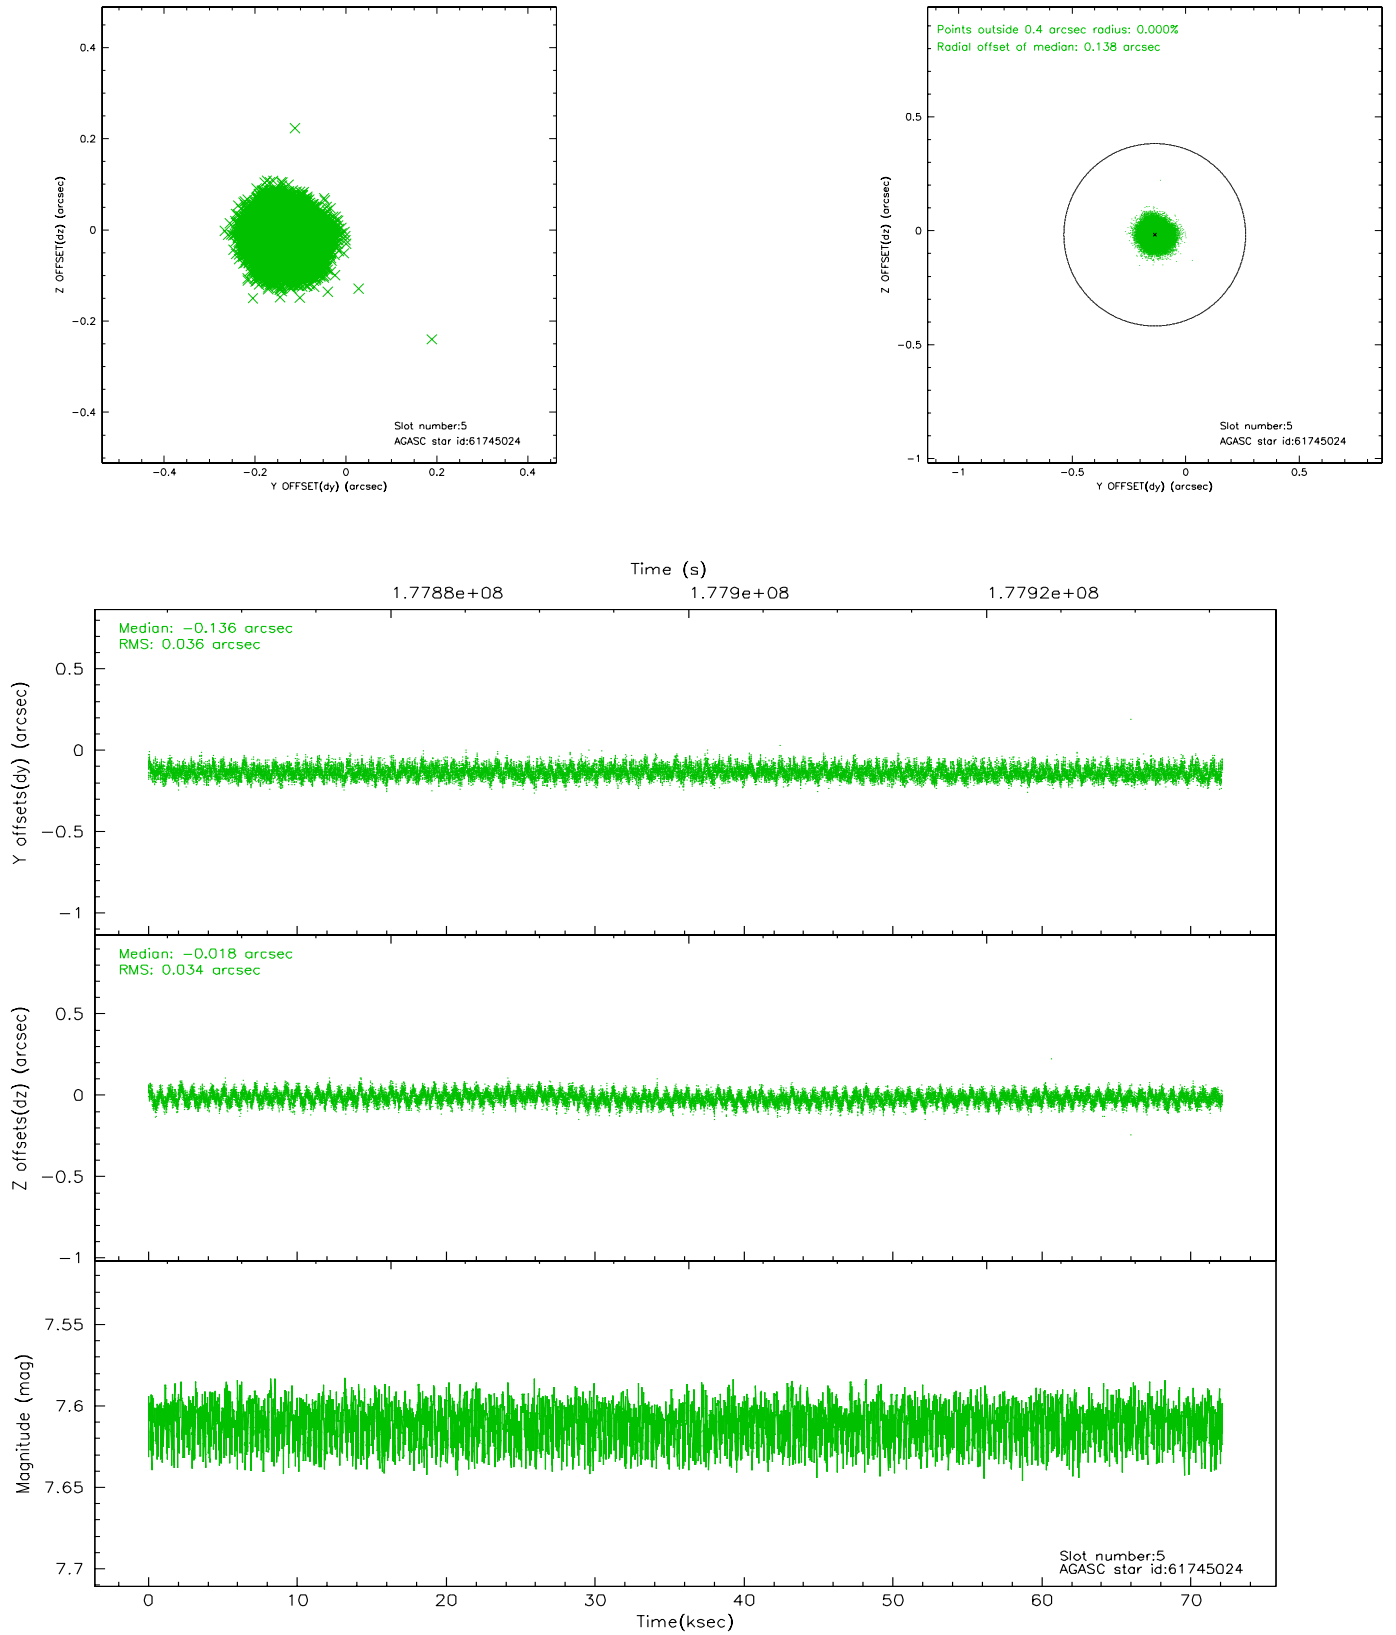 0.4
0.2
0
-0.2
-0.4
Z OFFSET(dz) (arcsec)
-0.4 -0.2 0 0.2 0.4
Y OFFSET(dy) (arcsec)
Slot number:5
AGASC star id:61745024
Points outside 0.4 arcsec radius: 0.000%
Radial offset of median: 0.138 arcsec
0.5
0
-0.5
-1
Z OFFSET(dz) (arcsec)
-1 -0.5 0 0.5
Y OFFSET(dy) (arcsec)
Slot number:5
AGASC star id:61745024
Time (s)
1.7788e+08 1.779e+08 1.7792e+08
Median: -0.136 arcsec
RMS: 0.036 arcsec
0.5
0
-0.5
-1
Y offsets(dy) (arcsec)
Median: -0.018 arcsec
RMS: 0.034 arcsec
0.5
0
-0.5
-1
Z offsets(dz) (arcsec)
7.55
7.6
7.65
7.7
Magnitude (mag)
Slot number:5
AGASC star id:61745024
0 10 20 30 40 50 60 70
Time(ksec)